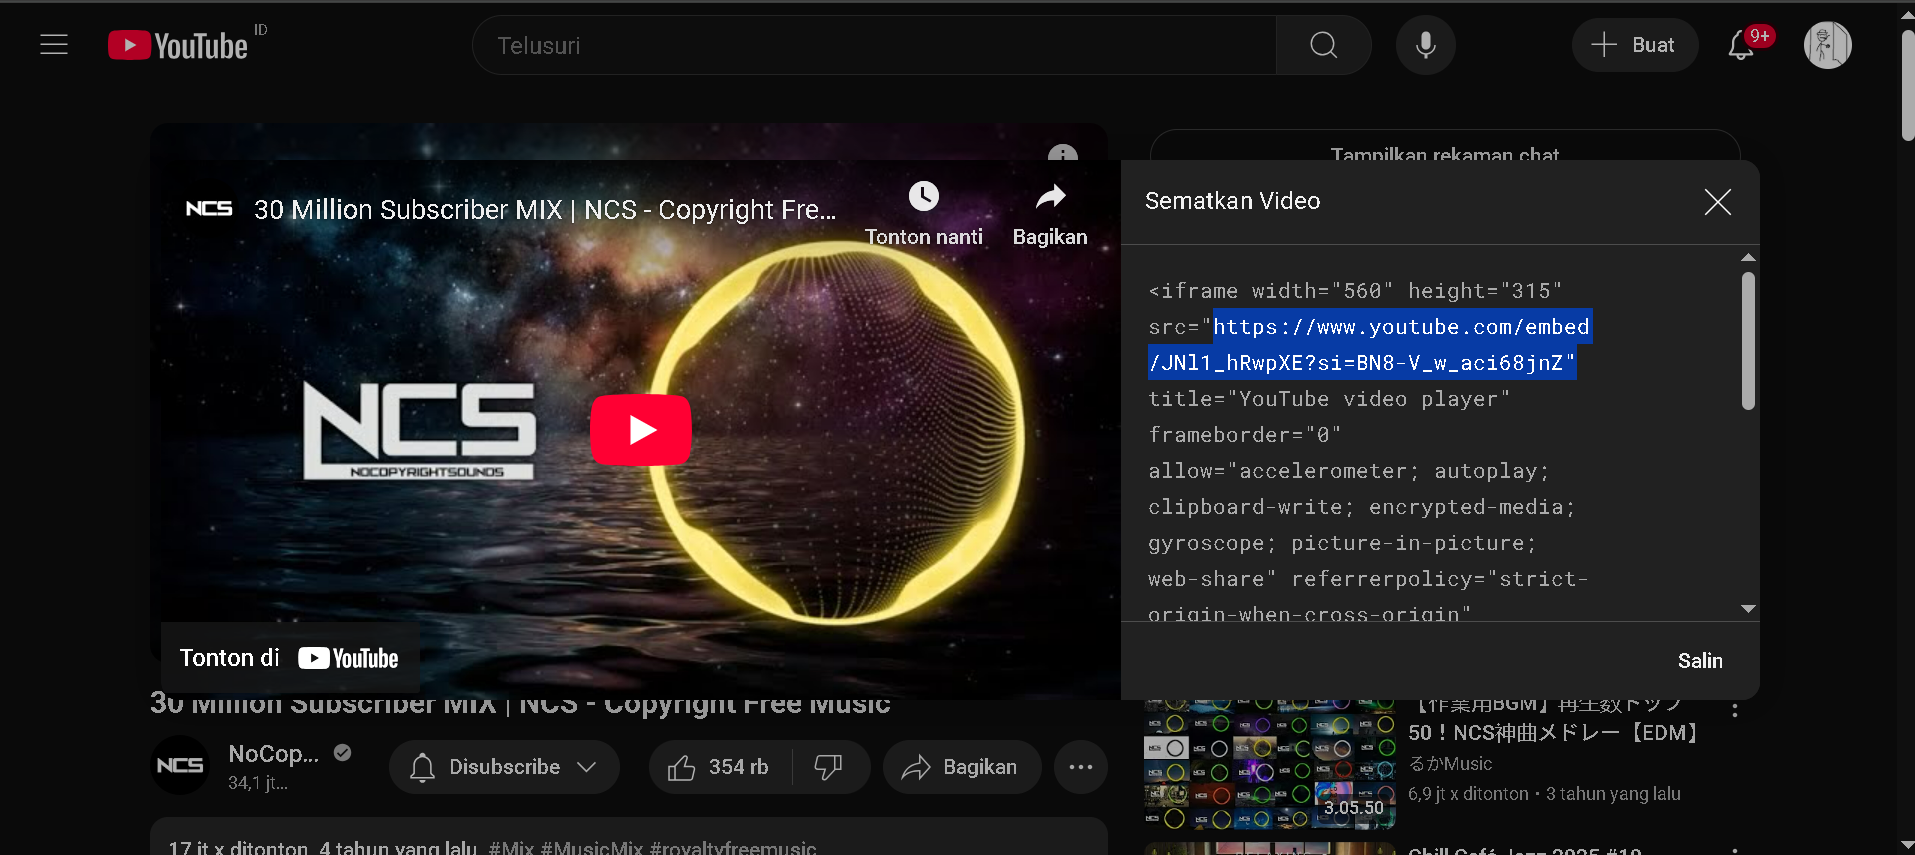 YouTube ID
Telusuri
Buat
9+
Tampilkan rekaman chat
NCS
30 Million Subscriber MIX | NCS - Copyright Fre...
Tonton nanti
Bagikan
NCS
NOCOPYRIGHTSOUNDS
Tonton di YouTube
Sematkan Video
<iframe width="560" height="315"
src="https://www.youtube.com/embed
/JNl1_hRwpXE?si=BN8-V_w_aci68jnZ"
title="YouTube video player"
frameborder="0"
allow="accelerometer; autoplay;
clipboard-write; encrypted-media;
gyroscope; picture-in-picture;
web-share" referrerpolicy="strict-
origin-when-cross-origin"
Salin
30 Million Subscriber MIX | NCS - Copyright Free Music
NCS
NoCop...
34,1 jt...
Disubscribe
354 rb
Bagikan
17 jt x ditonton 4 tahun yang lalu #Mix #MusicMix #royaltyfreemusic
3.05.50
【作業用BGM】再生数トップ
50！NCS神曲メドレー【EDM】
るかMusic
6,9 jt x ditonton • 3 tahun yang lalu
Chill Café Jazz 2025 #10